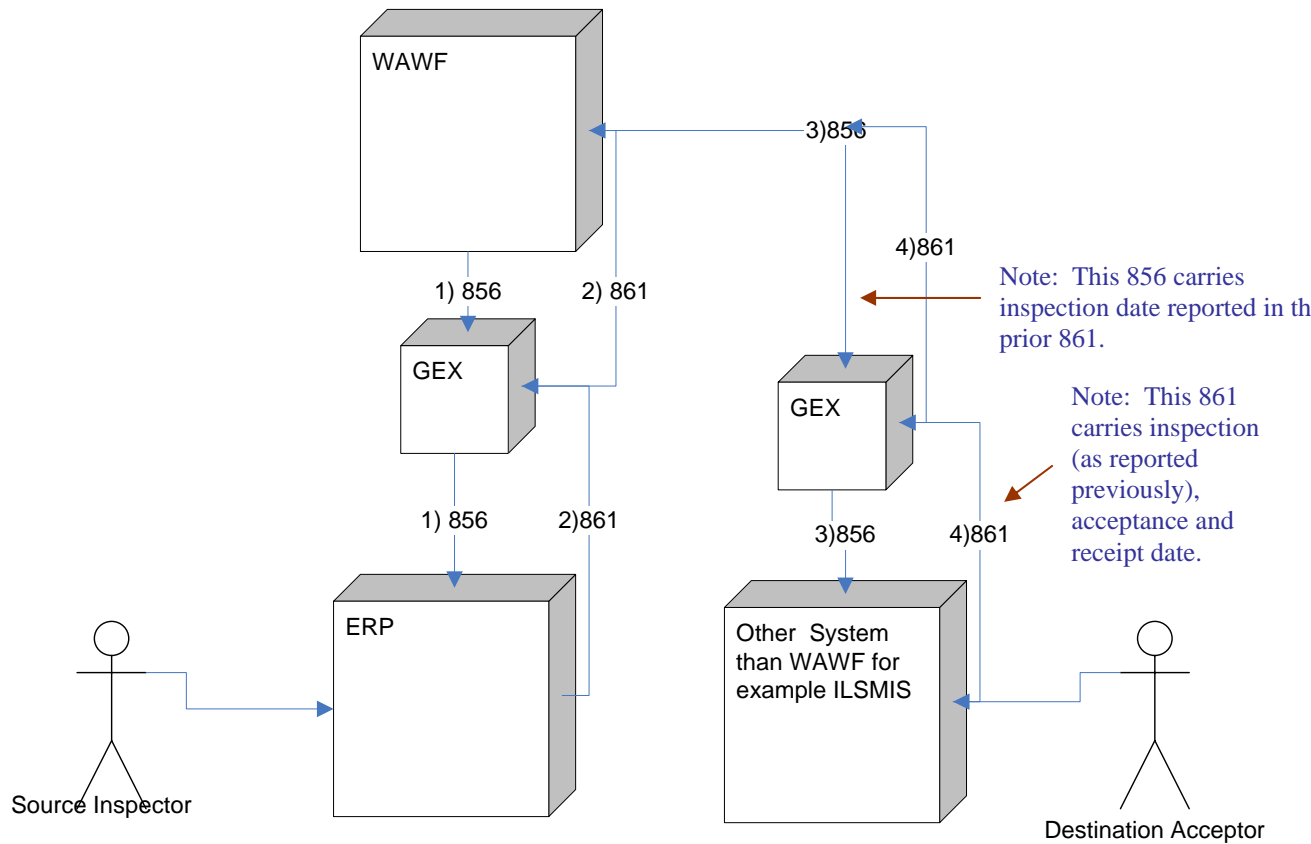 WAWF
3)856
4)861
1) 856
2) 861
Note: This 856 carries
inspection date reported in th
prior 861.
GEX
GEX
Note: This 861
carries inspection
(as reported
previously),
acceptance and
receipt date.
1) 856
2)861
3)856
4)861
ERP
Other System
than WAWF for
example ILSMIS
Source Inspector
Destination Acceptor